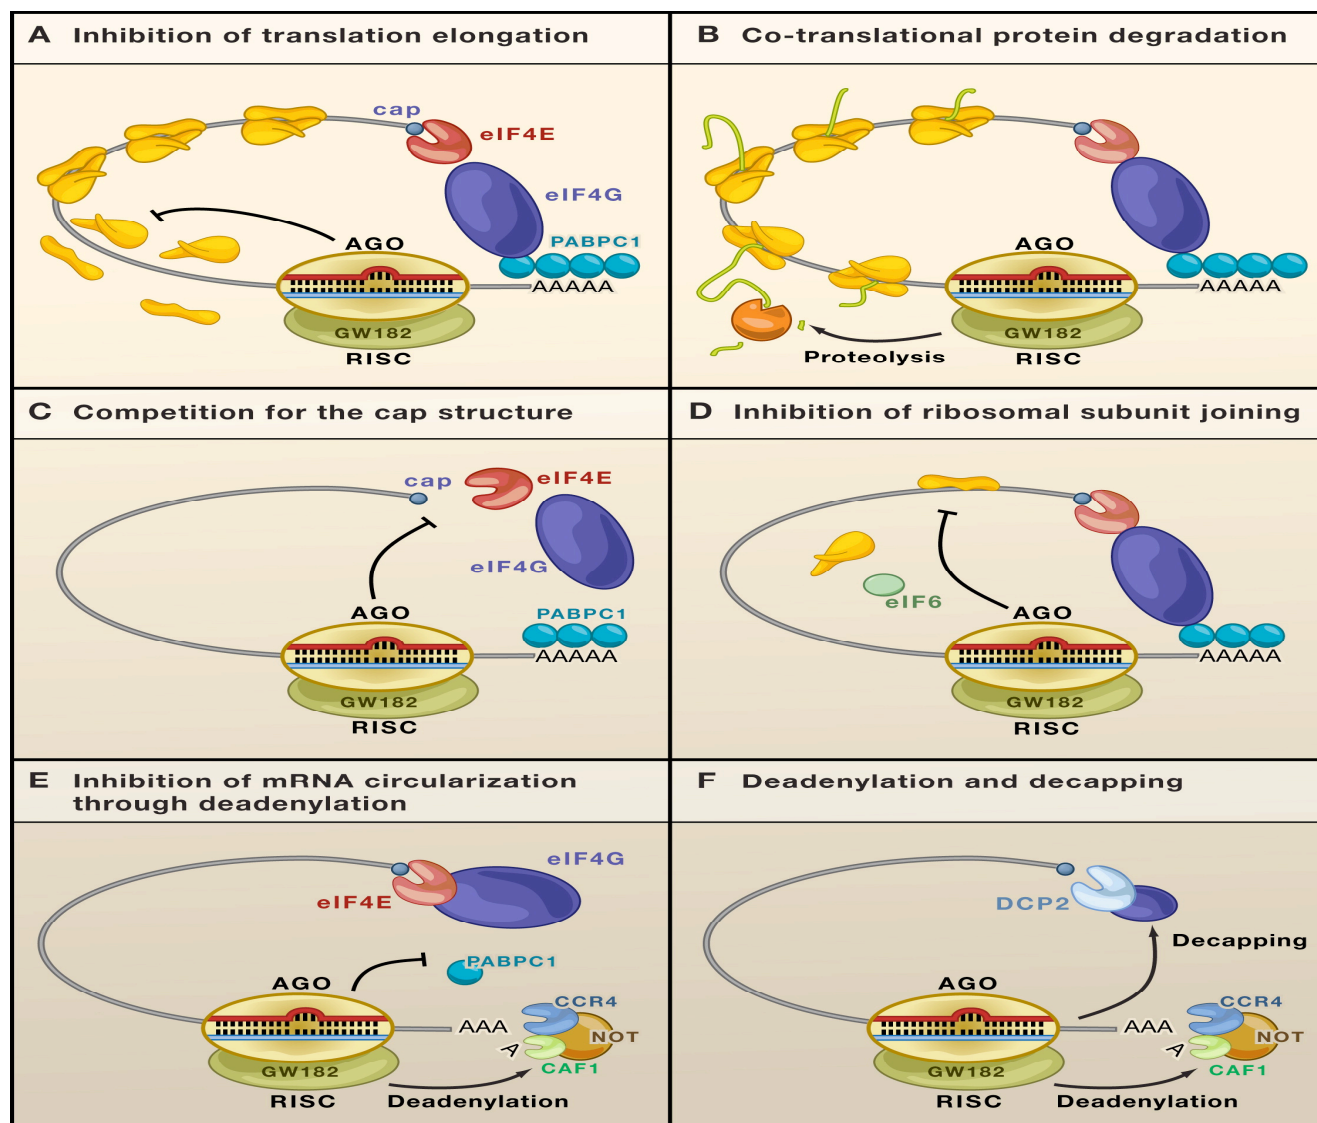 A Inhibition of translation elongation
cap
eIF4E
eIF4G
PABPC1
AGO
AAAAA
GW182
RISC
B Co-translational protein degradation
AGO
AAAAA
GW182
Proteolysis
RISC
C Competition for the cap structure
cap
eIF4E
eIF4G
AGO
PABPC1
AAAAA
GW182
RISC
D Inhibition of ribosomal subunit joining
eIF6
AGO
AAAAA
GW182
RISC
E Inhibition of mRNA circularization
through deadenylation
eIF4G
eIF4E
PABPC1
AGO
CCR4
AAA
NOT
A
CAF1
GW182
RISC
Deadenylation
F Deadenylation and decapping
DCP2
Decapping
AGO
CCR4
AAA
NOT
A
CAF1
GW182
RISC
Deadenylation